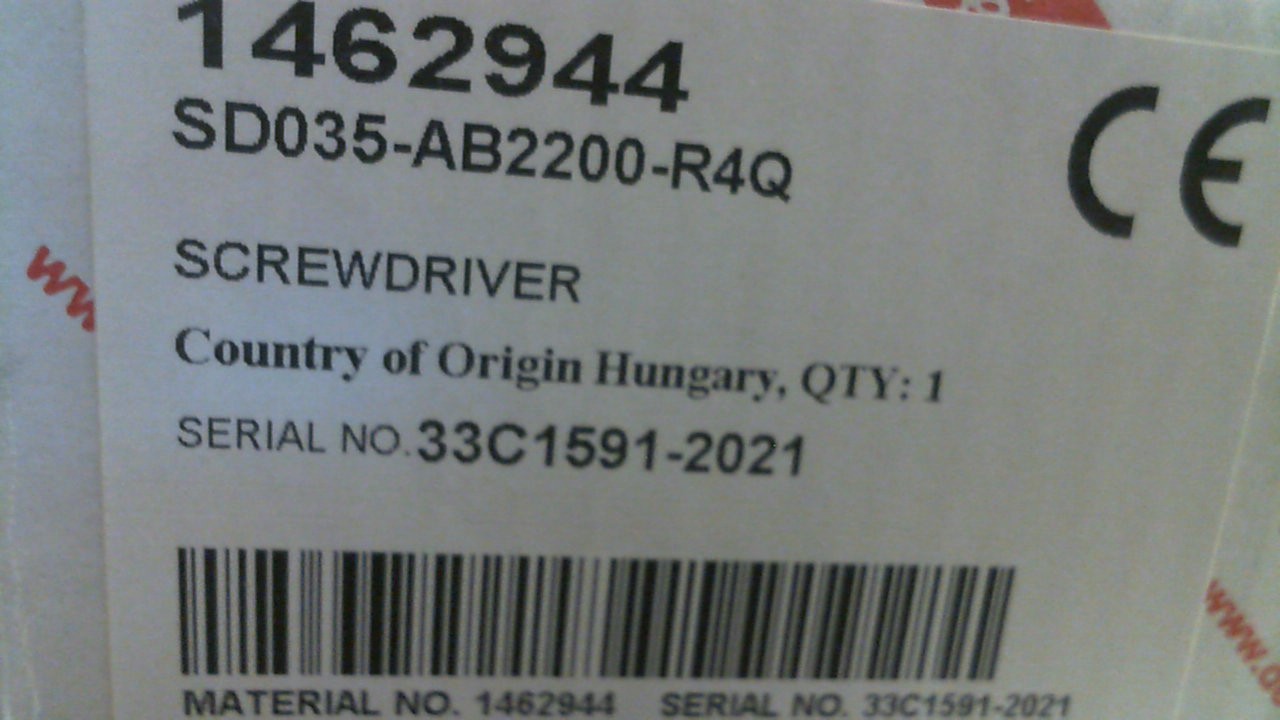 1462944
SD035-AB2200-R4Q
CE
SCREWDRIVER
Country of Origin Hungary, QTY: 1
SERIAL NO. 33C1591-2021
MATERIAL NO. 1462944 SERIAL NO. 33C1591-2021